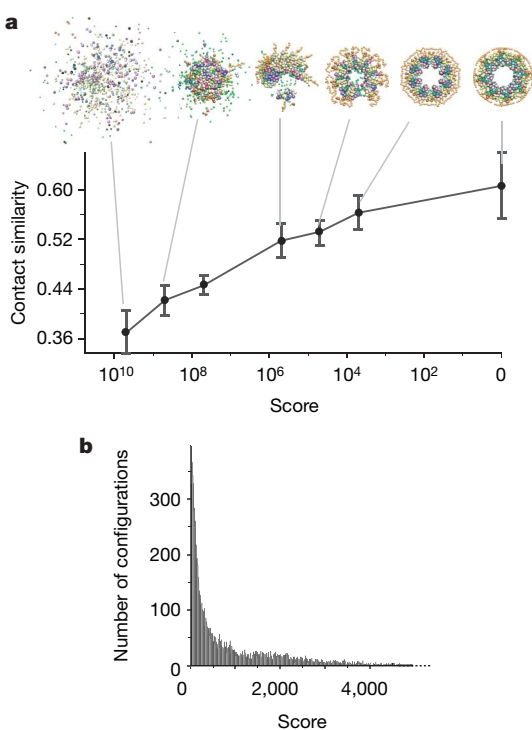 a
Contact similarity
0.60
0.52
0.44
0.36
10¹⁰
10⁸
10⁶
10⁴
10²
0
Score
b
Number of configurations
300
200
100
0
0
2,000
4,000
Score